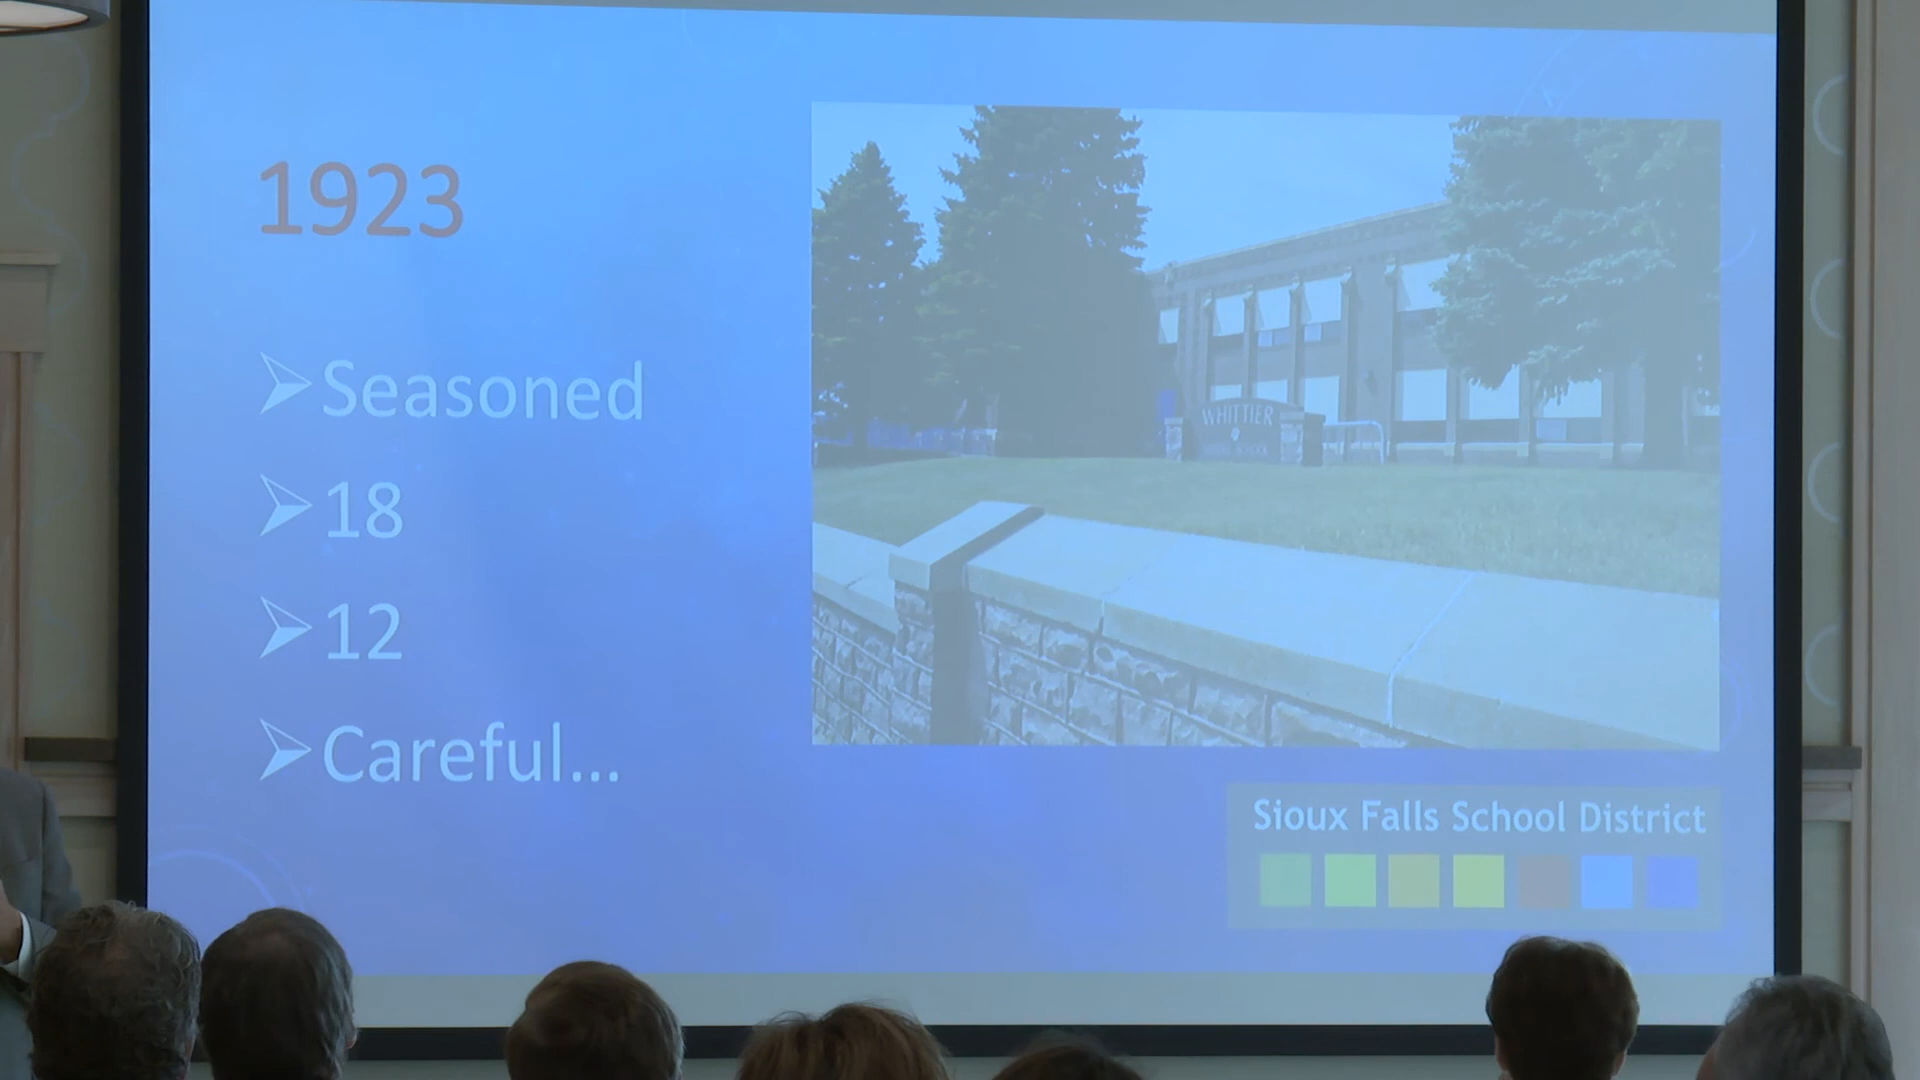 1923
Seasoned
18
12
Careful...
WHITTIER
Sioux Falls School District